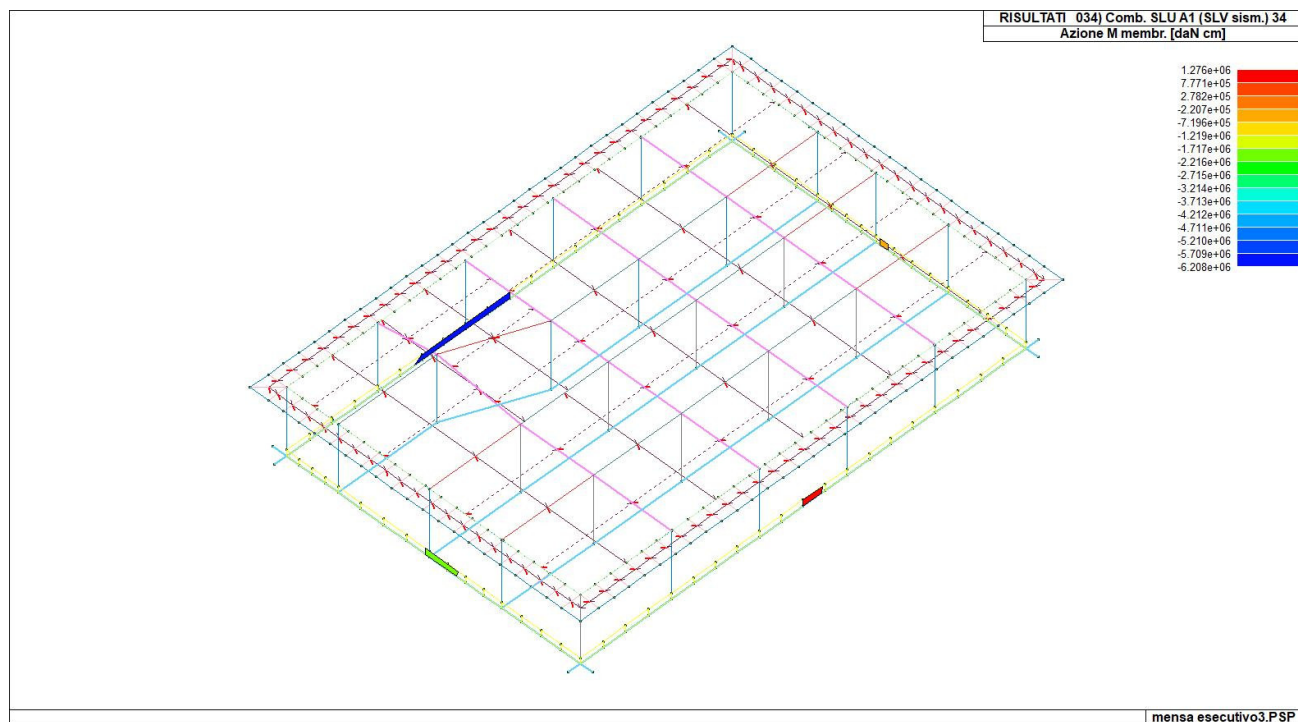 RISULTATI 034) Comb. SLU A1 (SLV sism.) 34
Azione M membr. [daN cm]
1.276e+06
7.771e+05
2.782e+05
-2.207e+05
-7.196e+05
-1.219e+06
-1.717e+06
-2.216e+06
-2.715e+06
-3.214e+06
-3.713e+06
-4.212e+06
-4.711e+06
-5.210e+06
-5.709e+06
-6.208e+06
mensa esecutivo3.PSP